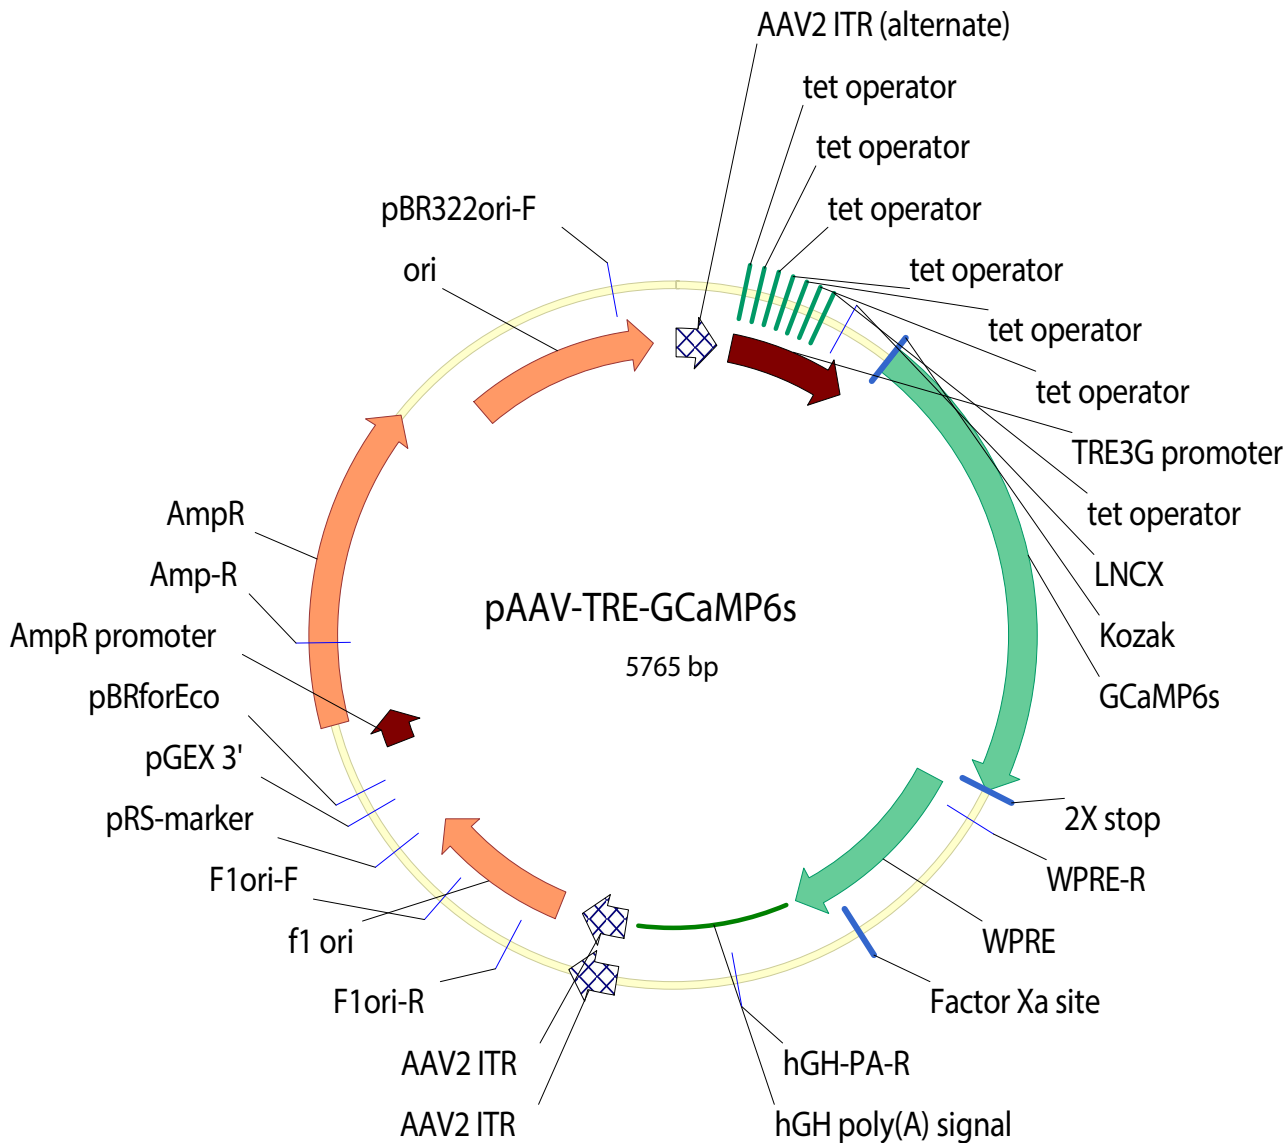 AAV2 ITR (alternate)
tet operator
tet operator
tet operator
tet operator
tet operator
tet operator
TRE3G promoter
tet operator
LNCX
Kozak
GCaMP6s
2X stop
WPRE-R
WPRE
Factor Xa site
hGH-PA-R
hGH poly(A) signal
AAV2 ITR
AAV2 ITR
F1ori-R
f1 ori
F1ori-F
pRS-marker
pGEX 3'
pBRforEco
AmpR promoter
Amp-R
AmpR
ori
pBR322ori-F
pAAV-TRE-GCaMP6s
5765 bp